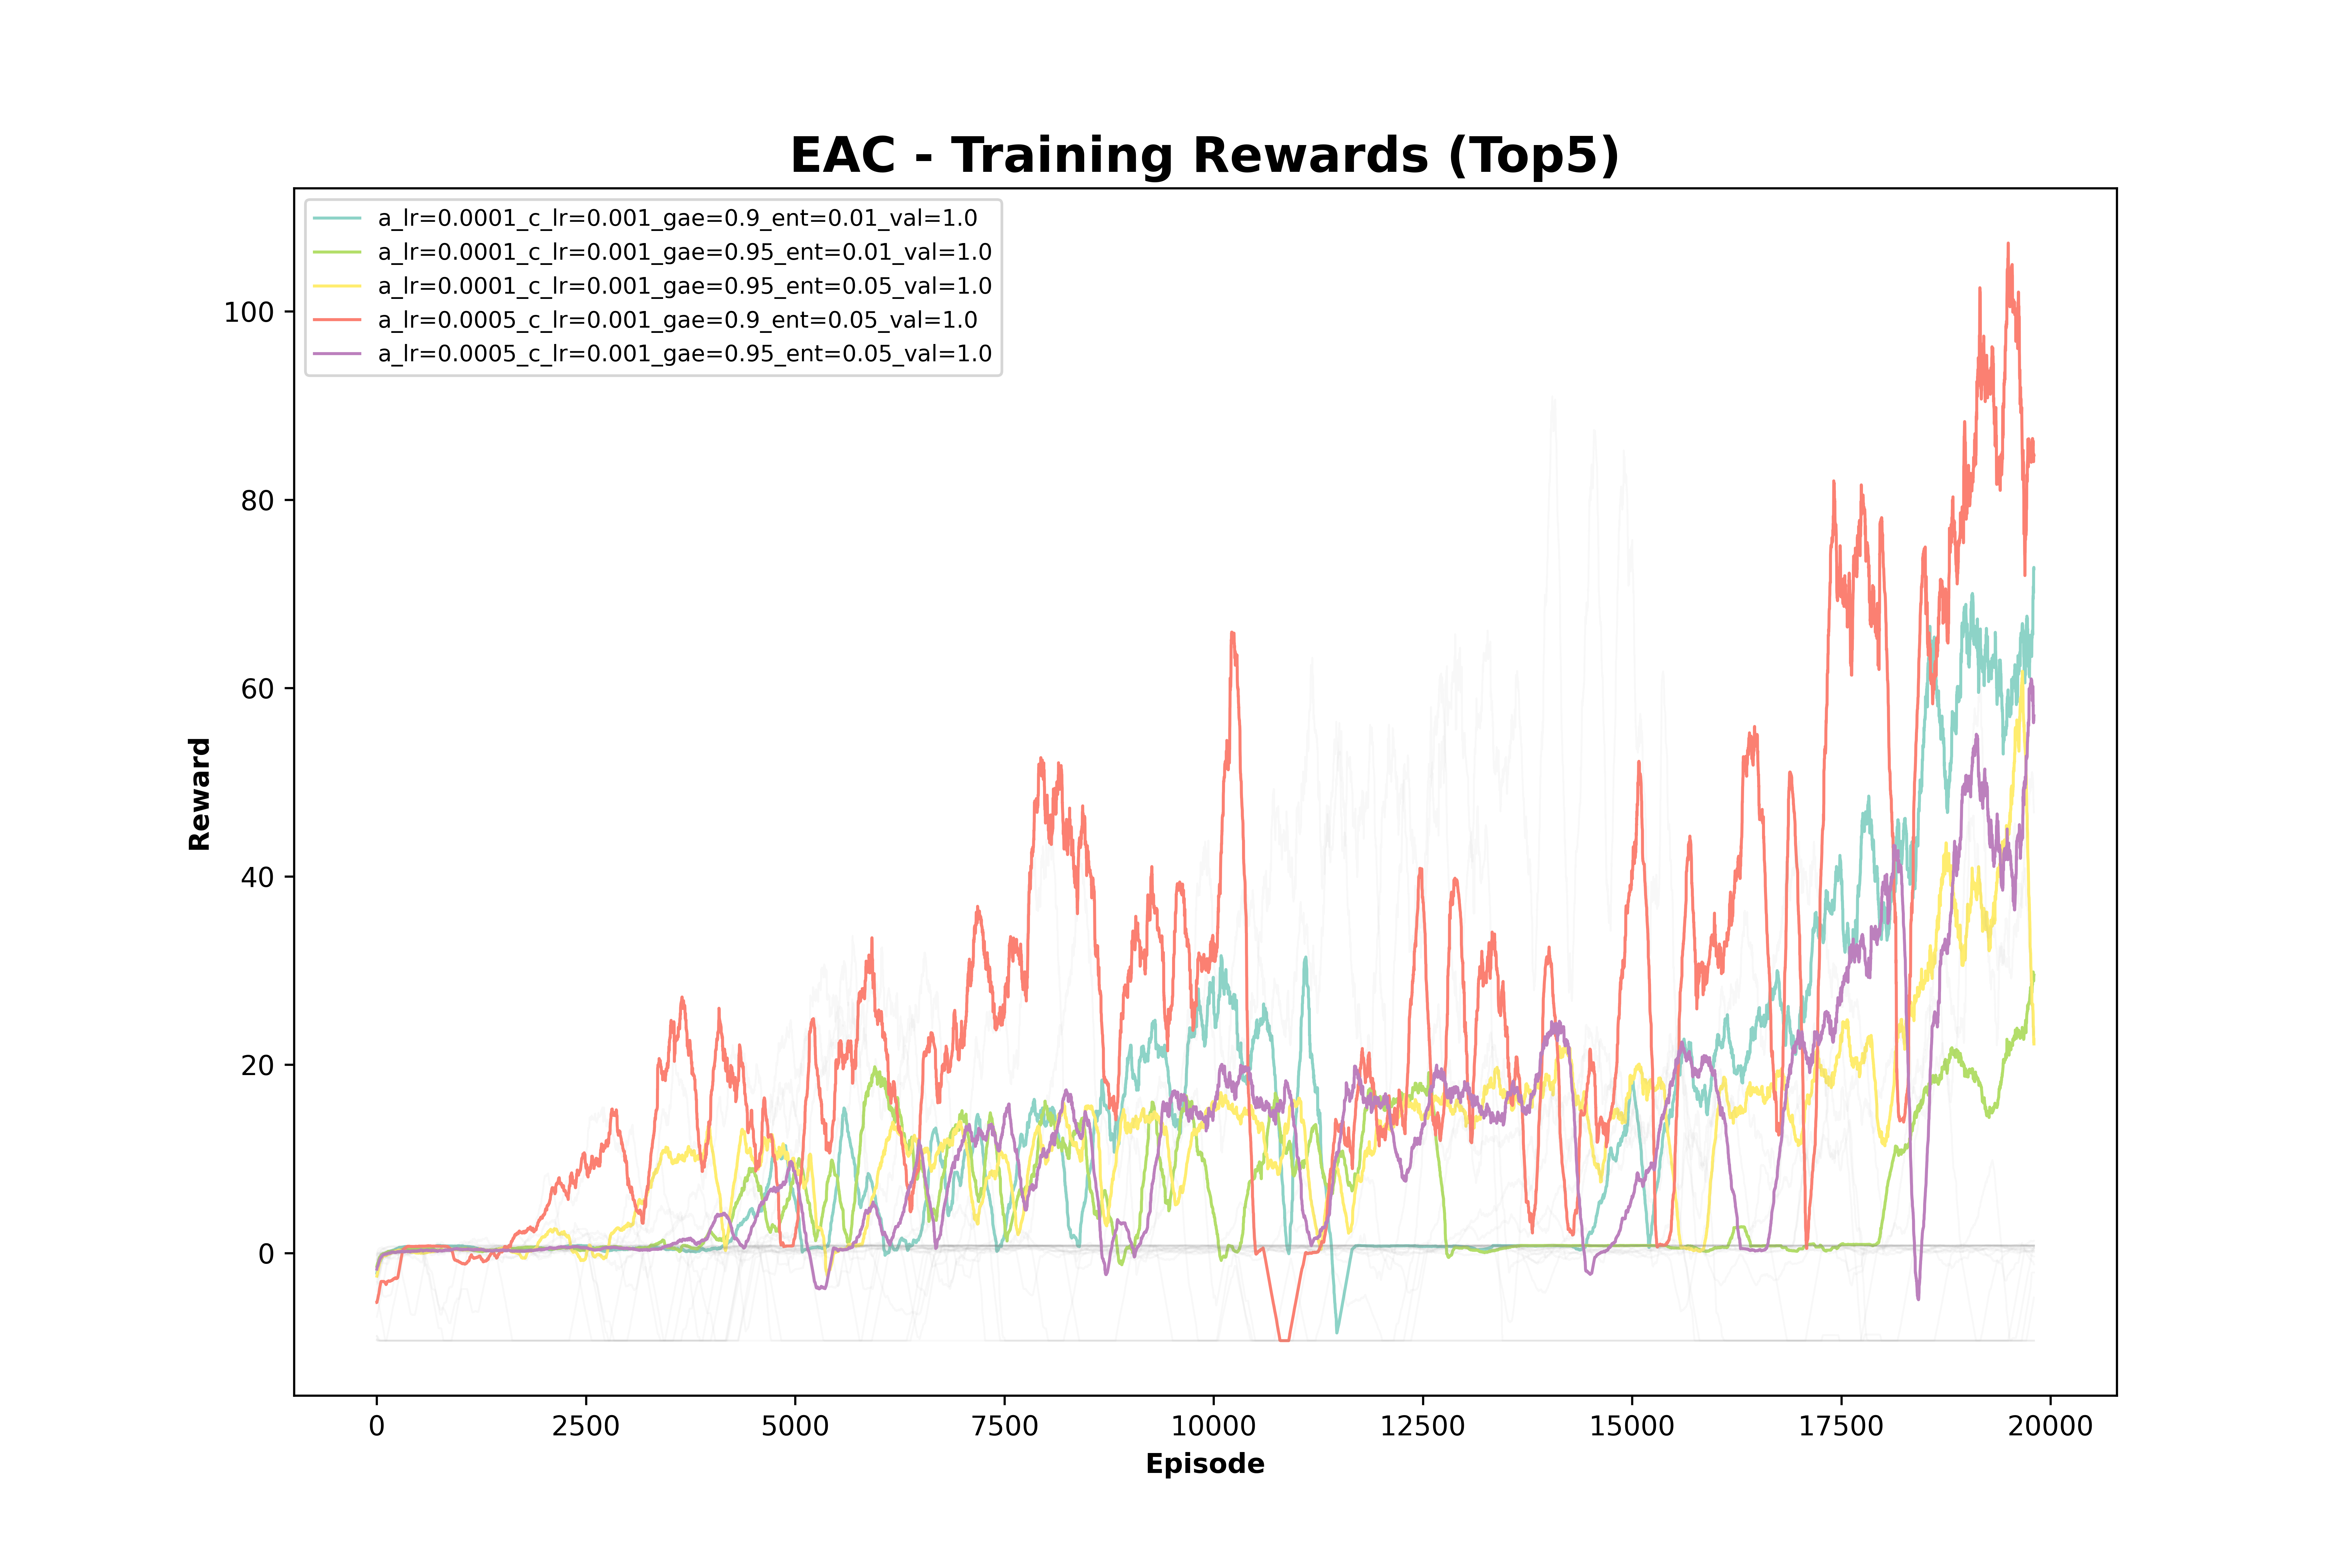 EAC - Training Rewards (Top5)
a_lr=0.0001_c_lr=0.001_gae=0.9_ent=0.01_val=1.0
a_lr=0.0001_c_lr=0.001_gae=0.95_ent=0.01_val=1.0
a_lr=0.0001_c_lr=0.001_gae=0.95_ent=0.05_val=1.0
a_lr=0.0005_c_lr=0.001_gae=0.9_ent=0.05_val=1.0
a_lr=0.0005_c_lr=0.001_gae=0.95_ent=0.05_val=1.0
100
80
60
40
20
0
Reward
0 2500 5000 7500 10000 12500 15000 17500 20000
Episode